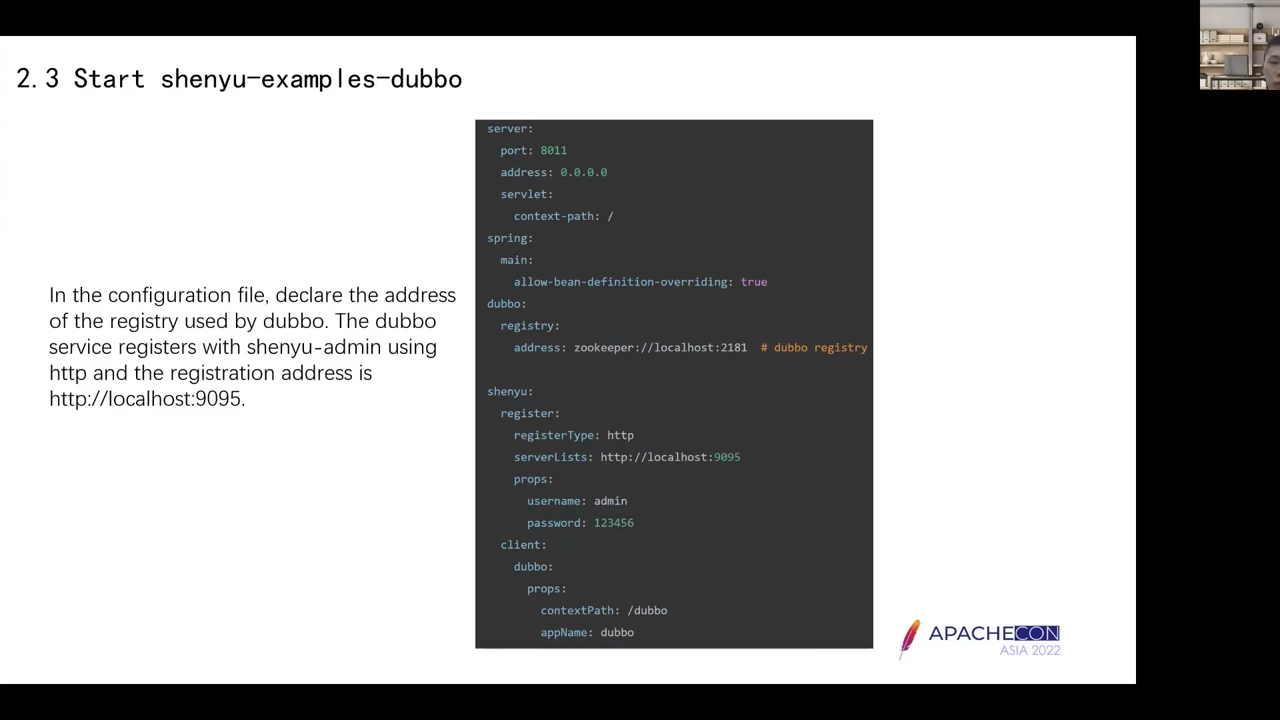 2.3 Start shenyu-examples-dubbo
In the configuration file, declare the address
of the registry used by dubbo. The dubbo
service registers with shenyu-admin using
http and the registration address is
http://localhost:9095.
server:
  port: 8011
  address: 0.0.0.0
  servlet:
    context-path: /
spring:
  main:
    allow-bean-definition-overriding: true
dubbo:
  registry:
    address: zookeeper://localhost:2181  # dubbo registry
shenyu:
  register:
    registerType: http
    serverLists: http://localhost:9095
    props:
      username: admin
      password: 123456
  client:
    dubbo:
      props:
        contextPath: /dubbo
        appName: dubbo
APACHECON
ASIA 2022